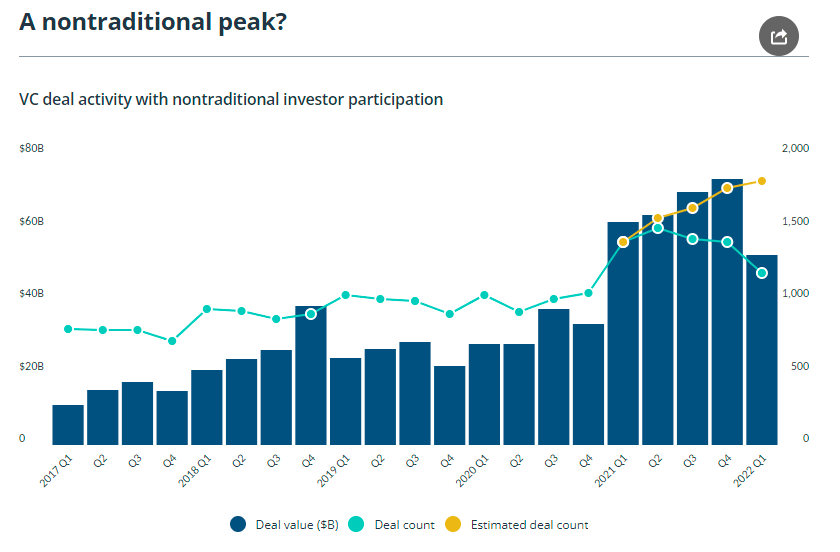 A nontraditional peak?
VC deal activity with nontraditional investor participation
$80B 2,000
$60B 1,500
$40B 1,000
$20B 500
0 0
2017 Q1 Q2 Q3 Q4 2018 Q1 Q2 Q3 Q4 2019 Q1 Q2 Q3 Q4 2020 Q1 Q2 Q3 Q4 2021 Q1 Q2 Q3 Q4 2022 Q1
Deal value ($B) Deal count Estimated deal count